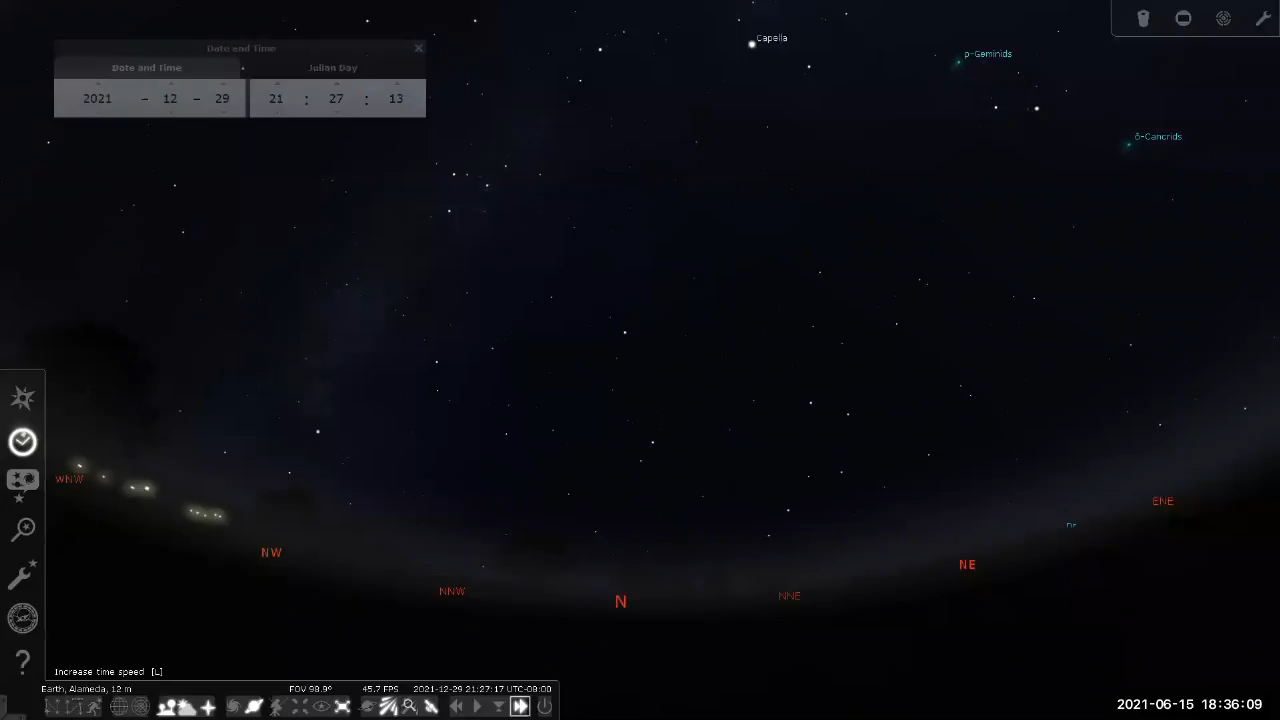 Capella
Date and Time
ρ-Geminids
Date and Time
Julian Day
2021 - 12 - 29 21 : 27 : 13
δ-Cancrids
WNW
ENE
NW
NE
NNW
N
NNE
Increase time speed [L]
Earth, Alameda, 12 m
FOV 98.9°
45.7 FPS
2021-12-29 21:27:17 UTC-08:00
2021-06-15 18:36:09